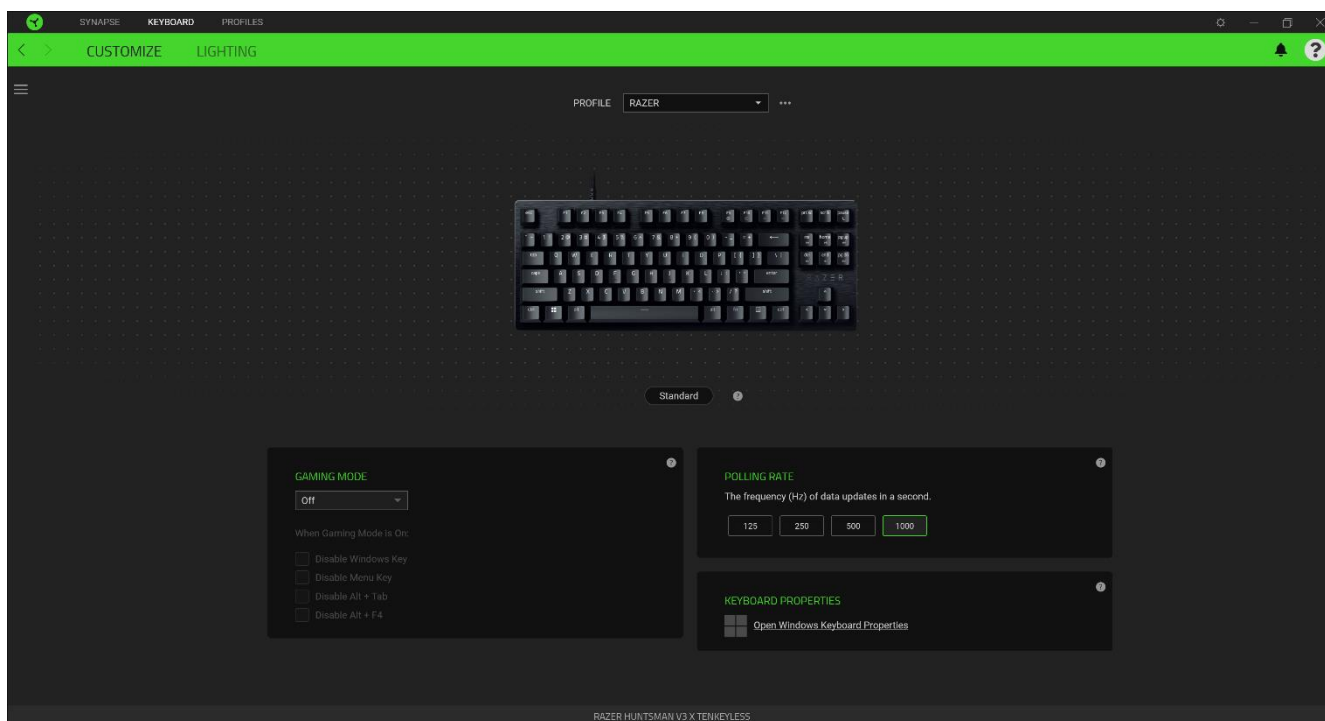 SYNAPSE KEYBOARD PROFILES
CUSTOMIZE LIGHTING
PROFILE RAZER
Standard
GAMING MODE
Off
When Gaming Mode is On:
Disable Windows Key
Disable Menu Key
Disable Alt + Tab
Disable Alt + F4
POLLING RATE
The frequency (Hz) of data updates in a second.
125 250 500 1000
KEYBOARD PROPERTIES
Open Windows Keyboard Properties
RAZER HUNTSMAN V3 X TENKEYLESS